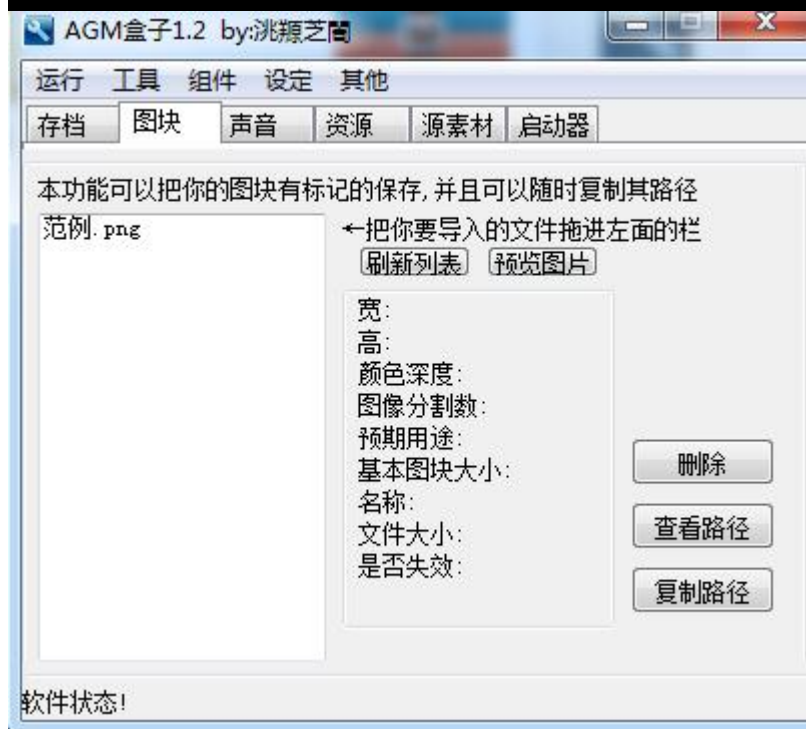 AGM盒子1.2 by:洮羱芝闇
运行 工具 组件 设定 其他
存档 图块 声音 资源 源素材 启动器
本功能可以把你的图块有标记的保存,并且可以随时复制其路径
范例.png
←把你要导入的文件拖进左面的栏
刷新列表 预览图片
宽:
高:
颜色深度:
图像分割数:
预期用途:
基本图块大小:
名称:
文件大小:
是否失效:
删除
查看路径
复制路径
软件状态!